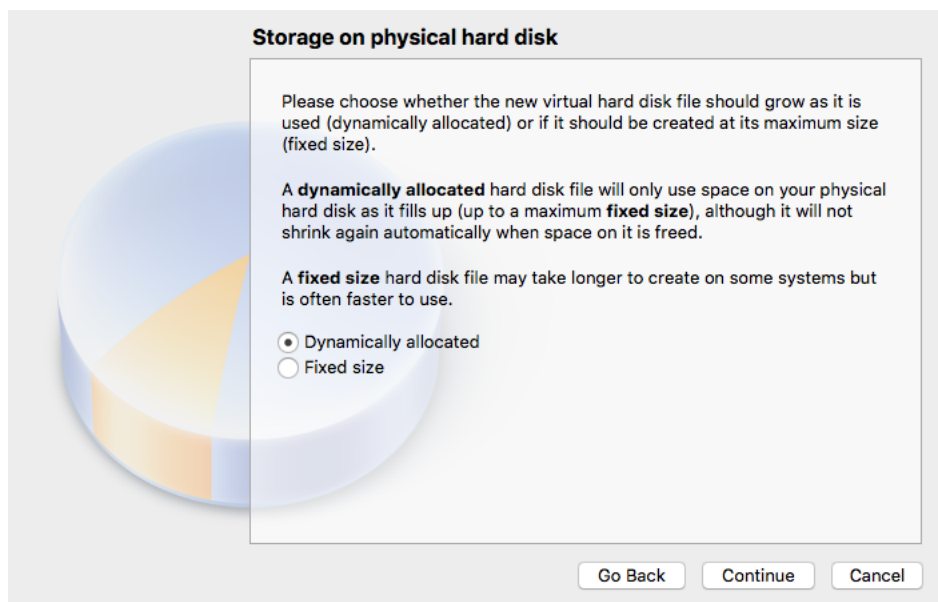 Storage on physical hard disk
Please choose whether the new virtual hard disk file should grow as it is
used (dynamically allocated) or if it should be created at its maximum size
(fixed size).
A dynamically allocated hard disk file will only use space on your physical
hard disk as it fills up (up to a maximum fixed size), although it will not
shrink again automatically when space on it is freed.
A fixed size hard disk file may take longer to create on some systems but
is often faster to use.
Dynamically allocated
Fixed size
Go Back
Continue
Cancel